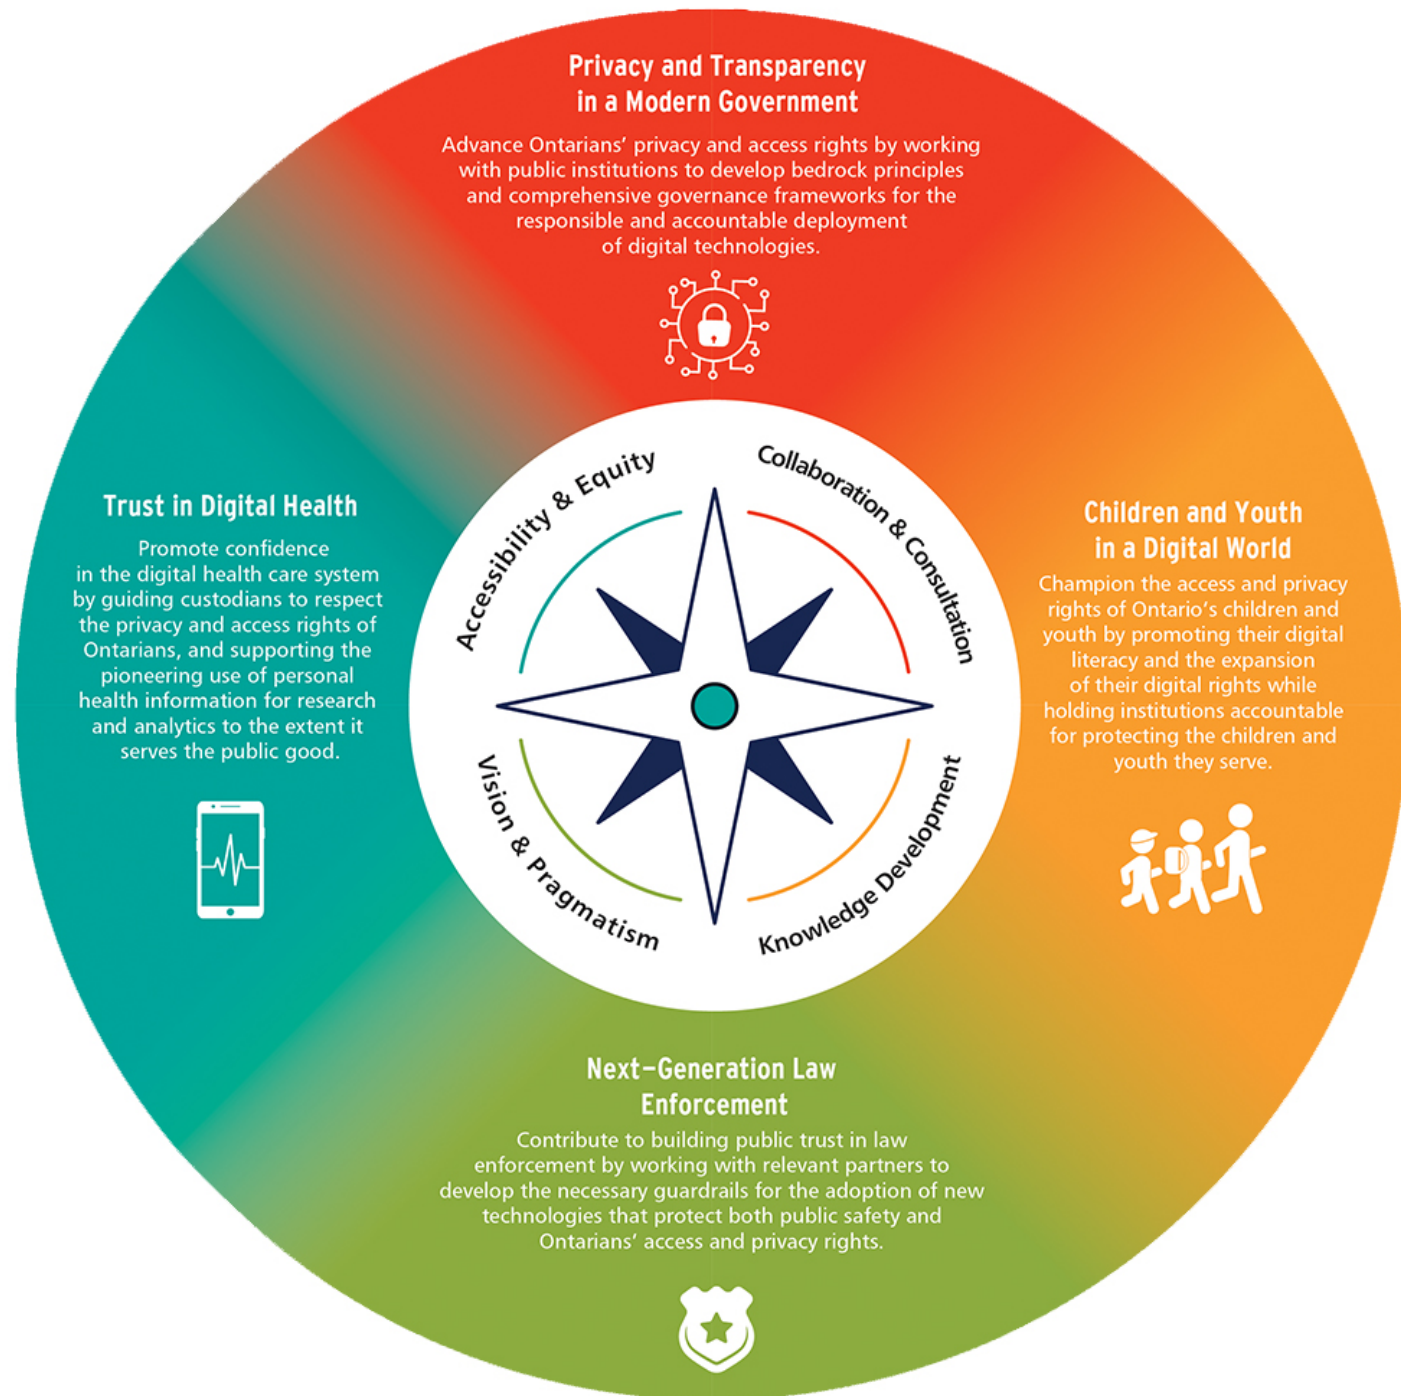 Privacy and Transparency
in a Modern Government
Advance Ontarians’ privacy and access rights by working
with public institutions to develop bedrock principles
and comprehensive governance frameworks for the
responsible and accountable deployment
of digital technologies.
Trust in Digital Health
Promote confidence
in the digital health care system
by guiding custodians to respect
the privacy and access rights of
Ontarians, and supporting the
pioneering use of personal
health information for research
and analytics to the extent it
serves the public good.
Accessibility & Equity
Collaboration & Consultation
Vision & Pragmatism
Knowledge Development
Children and Youth
in a Digital World
Champion the access and privacy
rights of Ontario’s children and
youth by promoting their digital
literacy and the expansion
of their digital rights while
holding institutions accountable
for protecting the children and
youth they serve.
Next–Generation Law
Enforcement
Contribute to building public trust in law
enforcement by working with relevant partners to
develop the necessary guardrails for the adoption of new
technologies that protect both public safety and
Ontarians’ access and privacy rights.